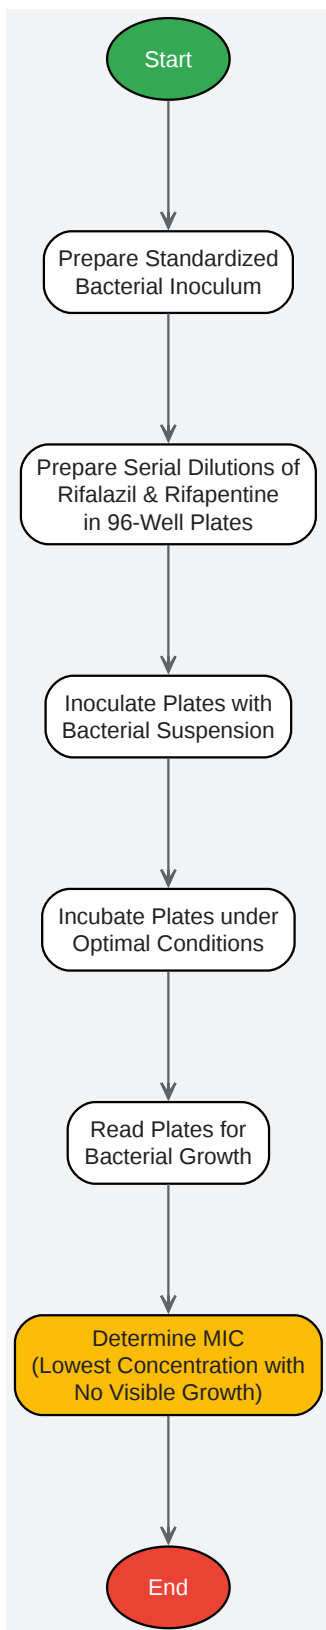 Start
Prepare Standardized
Bacterial Inoculum
Prepare Serial Dilutions of
Rifalazil & Rifapentine
in 96-Well Plates
Inoculate Plates with
Bacterial Suspension
Incubate Plates under
Optimal Conditions
Read Plates for
Bacterial Growth
Determine MIC
(Lowest Concentration with
No Visible Growth)
End